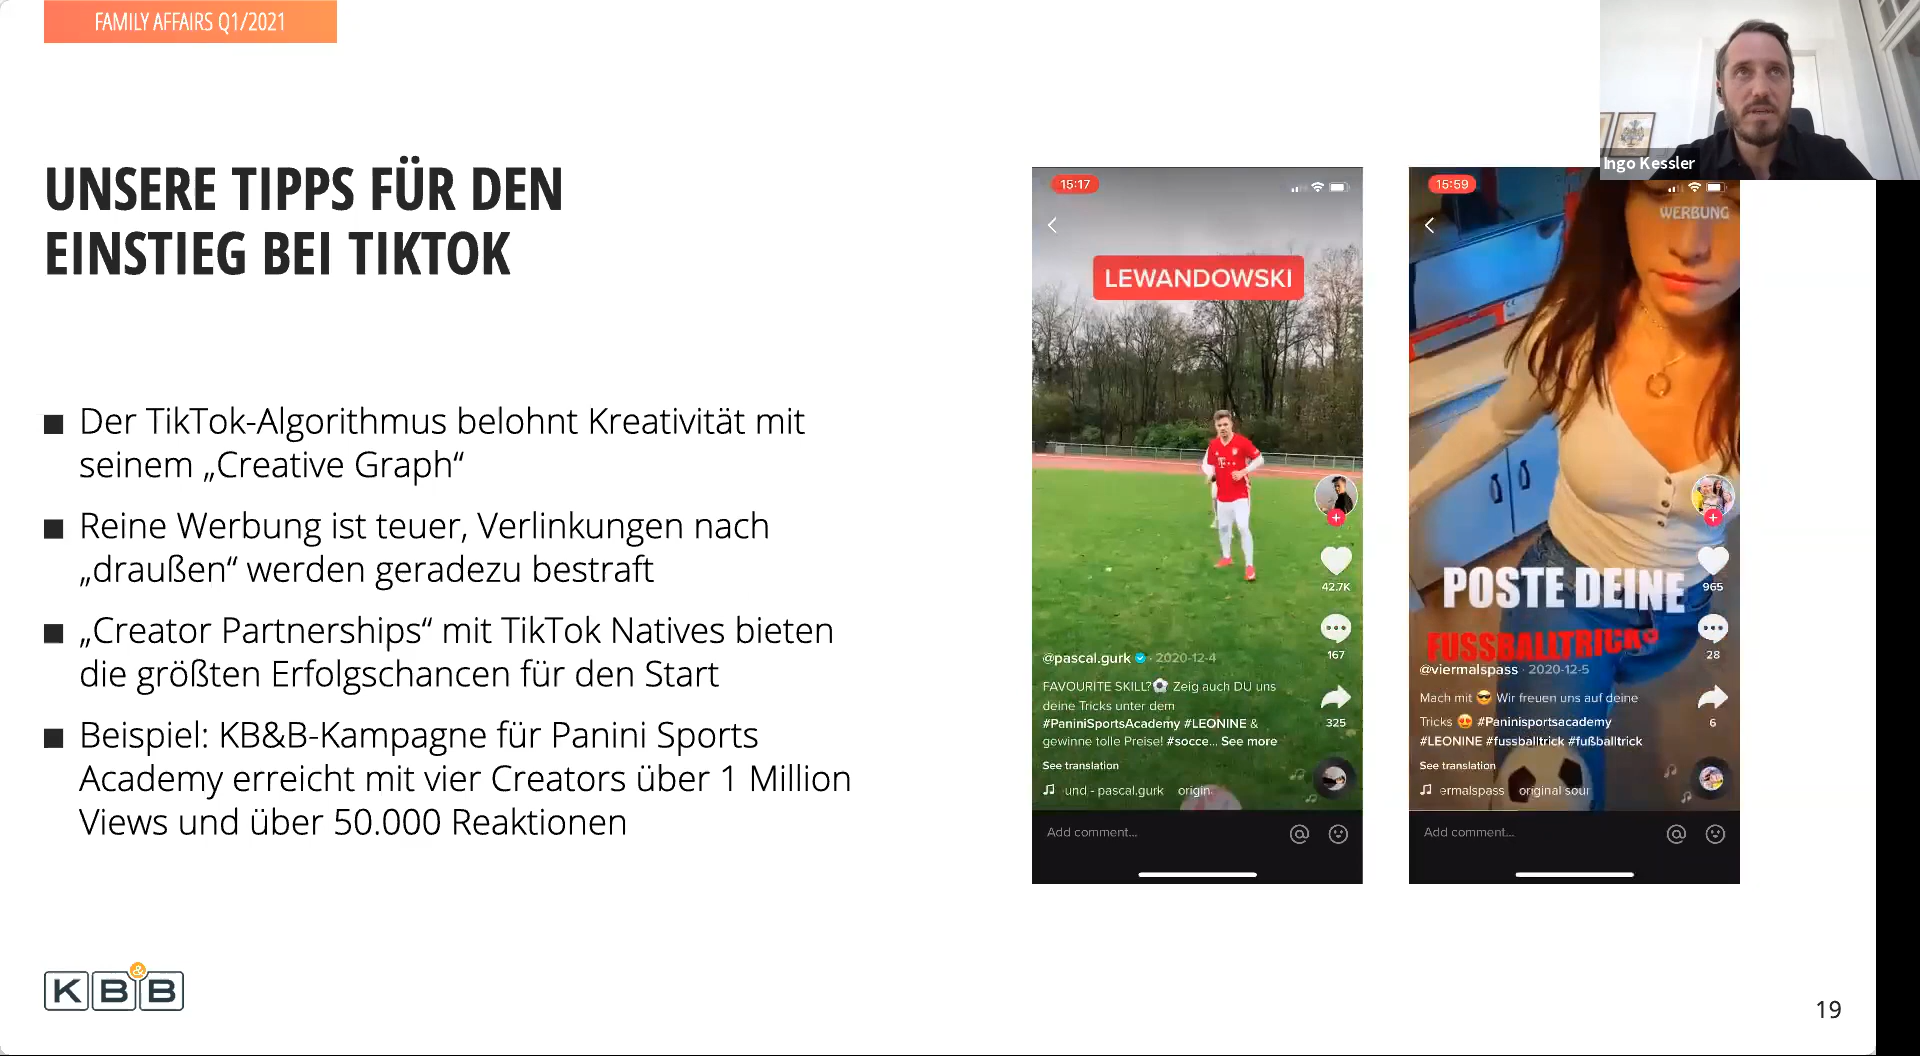 FAMILY AFFAIRS Q1/2021
UNSERE TIPPS FÜR DEN
EINSTIEG BEI TIKTOK
■ Der TikTok-Algorithmus belohnt Kreativität mit
seinem „Creative Graph“
■ Reine Werbung ist teuer, Verlinkungen nach
„draußen“ werden geradezu bestraft
■ „Creator Partnerships“ mit TikTok Natives bieten
die größten Erfolgschancen für den Start
■ Beispiel: KB&B-Kampagne für Panini Sports
Academy erreicht mit vier Creators über 1 Million
Views und über 50.000 Reaktionen
15:17
LEWANDOWSKI
42.7K
167
@pascal.gurk · 2020-12-4
FAVOURITE SKILL?⚽ Zeig auch DU uns
deine Tricks unter dem
325
#PaniniSportsAcademy #LEONINE &
gewinne tolle Preise! #socce... See more
See translation
und - pascal.gurk origin
Add comment...
15:59
WERBUNG
965
POSTE DEINE
FUSSBALLTRICKS
28
@viermalspass · 2020-12-5
Mach mit 😎 Wir freuen uns auf deine
Tricks 😍 #Paninisportsacademy
6
#LEONINE #fussballtrick #fußballtrick
See translation
ermalspass original sour
Add comment...
Ingo Kessler
KB&B
19